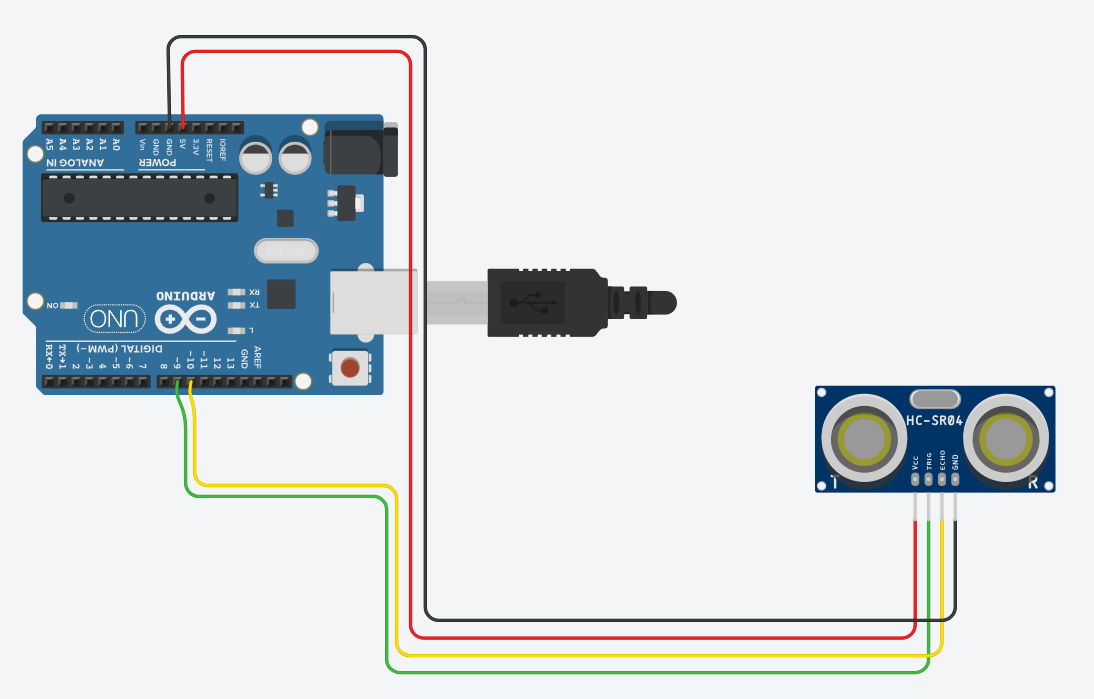 A5 A4 A3 A2 A1 A0 Vin GND GND 5V 3.3V RESET IOREF
ANALOG IN POWER
ON UNO ARDUINO RX
TX
L
DIGITAL (PWM~)
RX←0 TX→1 2 ~3 4 ~5 ~6 7 8 ~9 ~10 ~11 12 13 GND AREF
HC-SR04
Vcc TRIG ECHO GND
T R